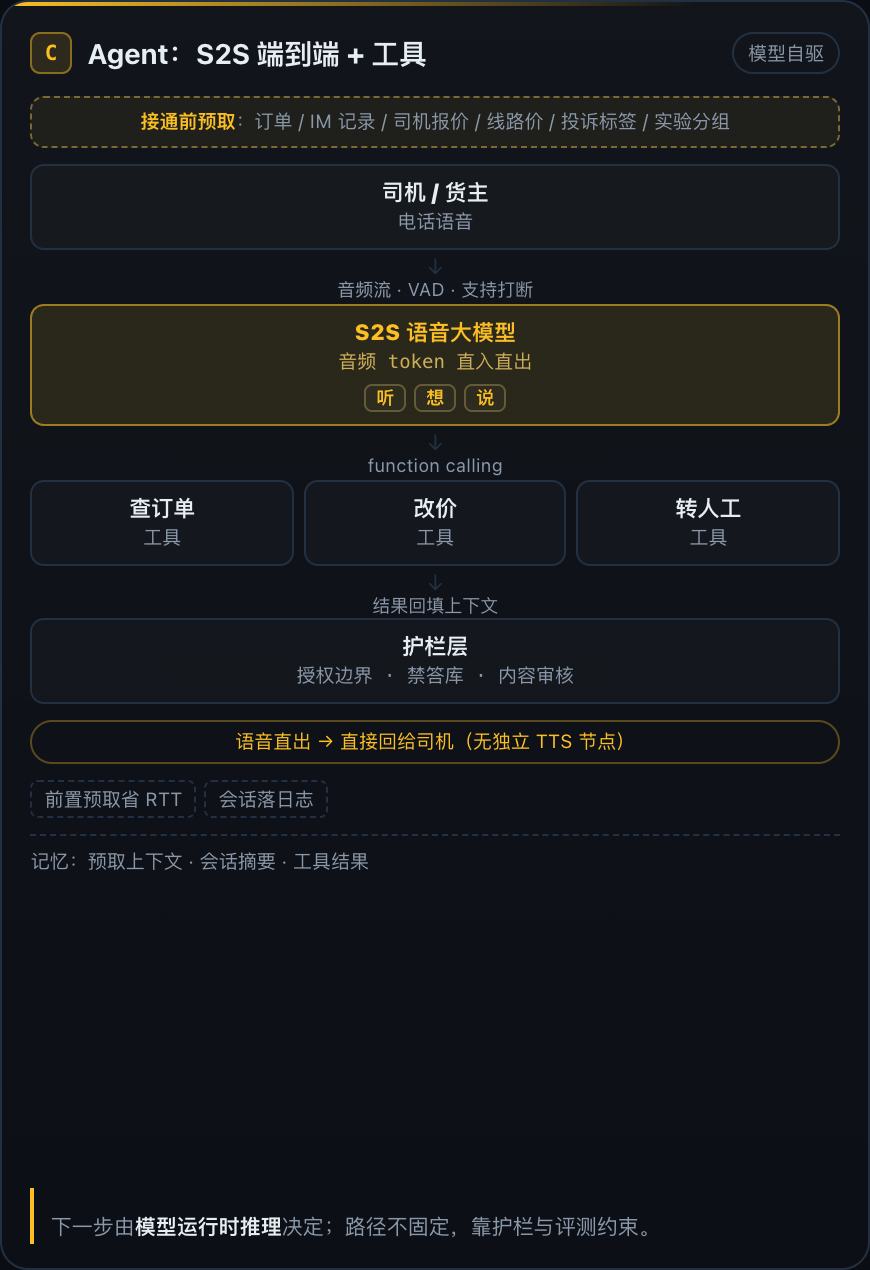 C
Agent：S2S 端到端 + 工具
模型自驱
接通前预取：订单 / IM 记录 / 司机报价 / 线路价 / 投诉标签 / 实验分组
司机 / 货主
电话语音
↓
音频流 · VAD · 支持打断
S2S 语音大模型
音频 token 直入直出
听 想 说
↓
function calling
查订单 改价 转人工
工具 工具 工具
↓
结果回填上下文
护栏层
授权边界 · 禁答库 · 内容审核
语音直出 → 直接回给司机（无独立 TTS 节点）
前置预取省 RTT 会话落日志
记忆：预取上下文 · 会话摘要 · 工具结果
下一步由模型运行时推理决定；路径不固定，靠护栏与评测约束。